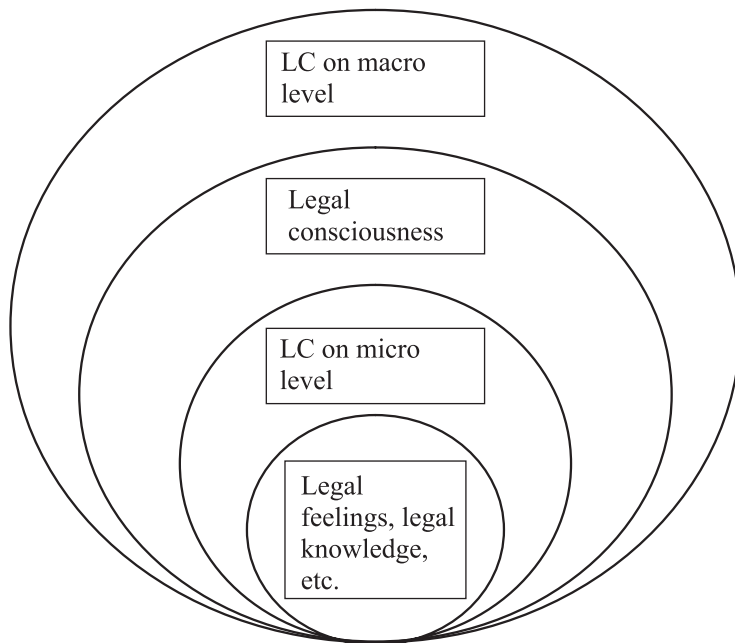 LC on macro
level
Legal
consciousness
LC on micro
level
Legal
feelings, legal
knowledge,
etc.